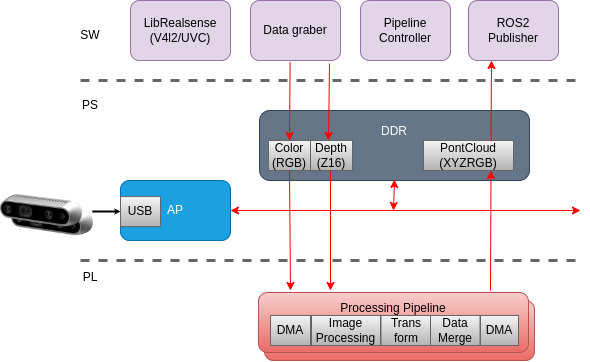 SW
LibRealsense
(V4l2/UVC)
Data graber
Pipeline
Controller
ROS2
Publisher
PS
DDR
Color
(RGB)
Depth
(Z16)
PontCloud
(XYZRGB)
USB
AP
PL
Processing Pipeline
DMA
Image
Processing
Trans
form
Data
Merge
DMA